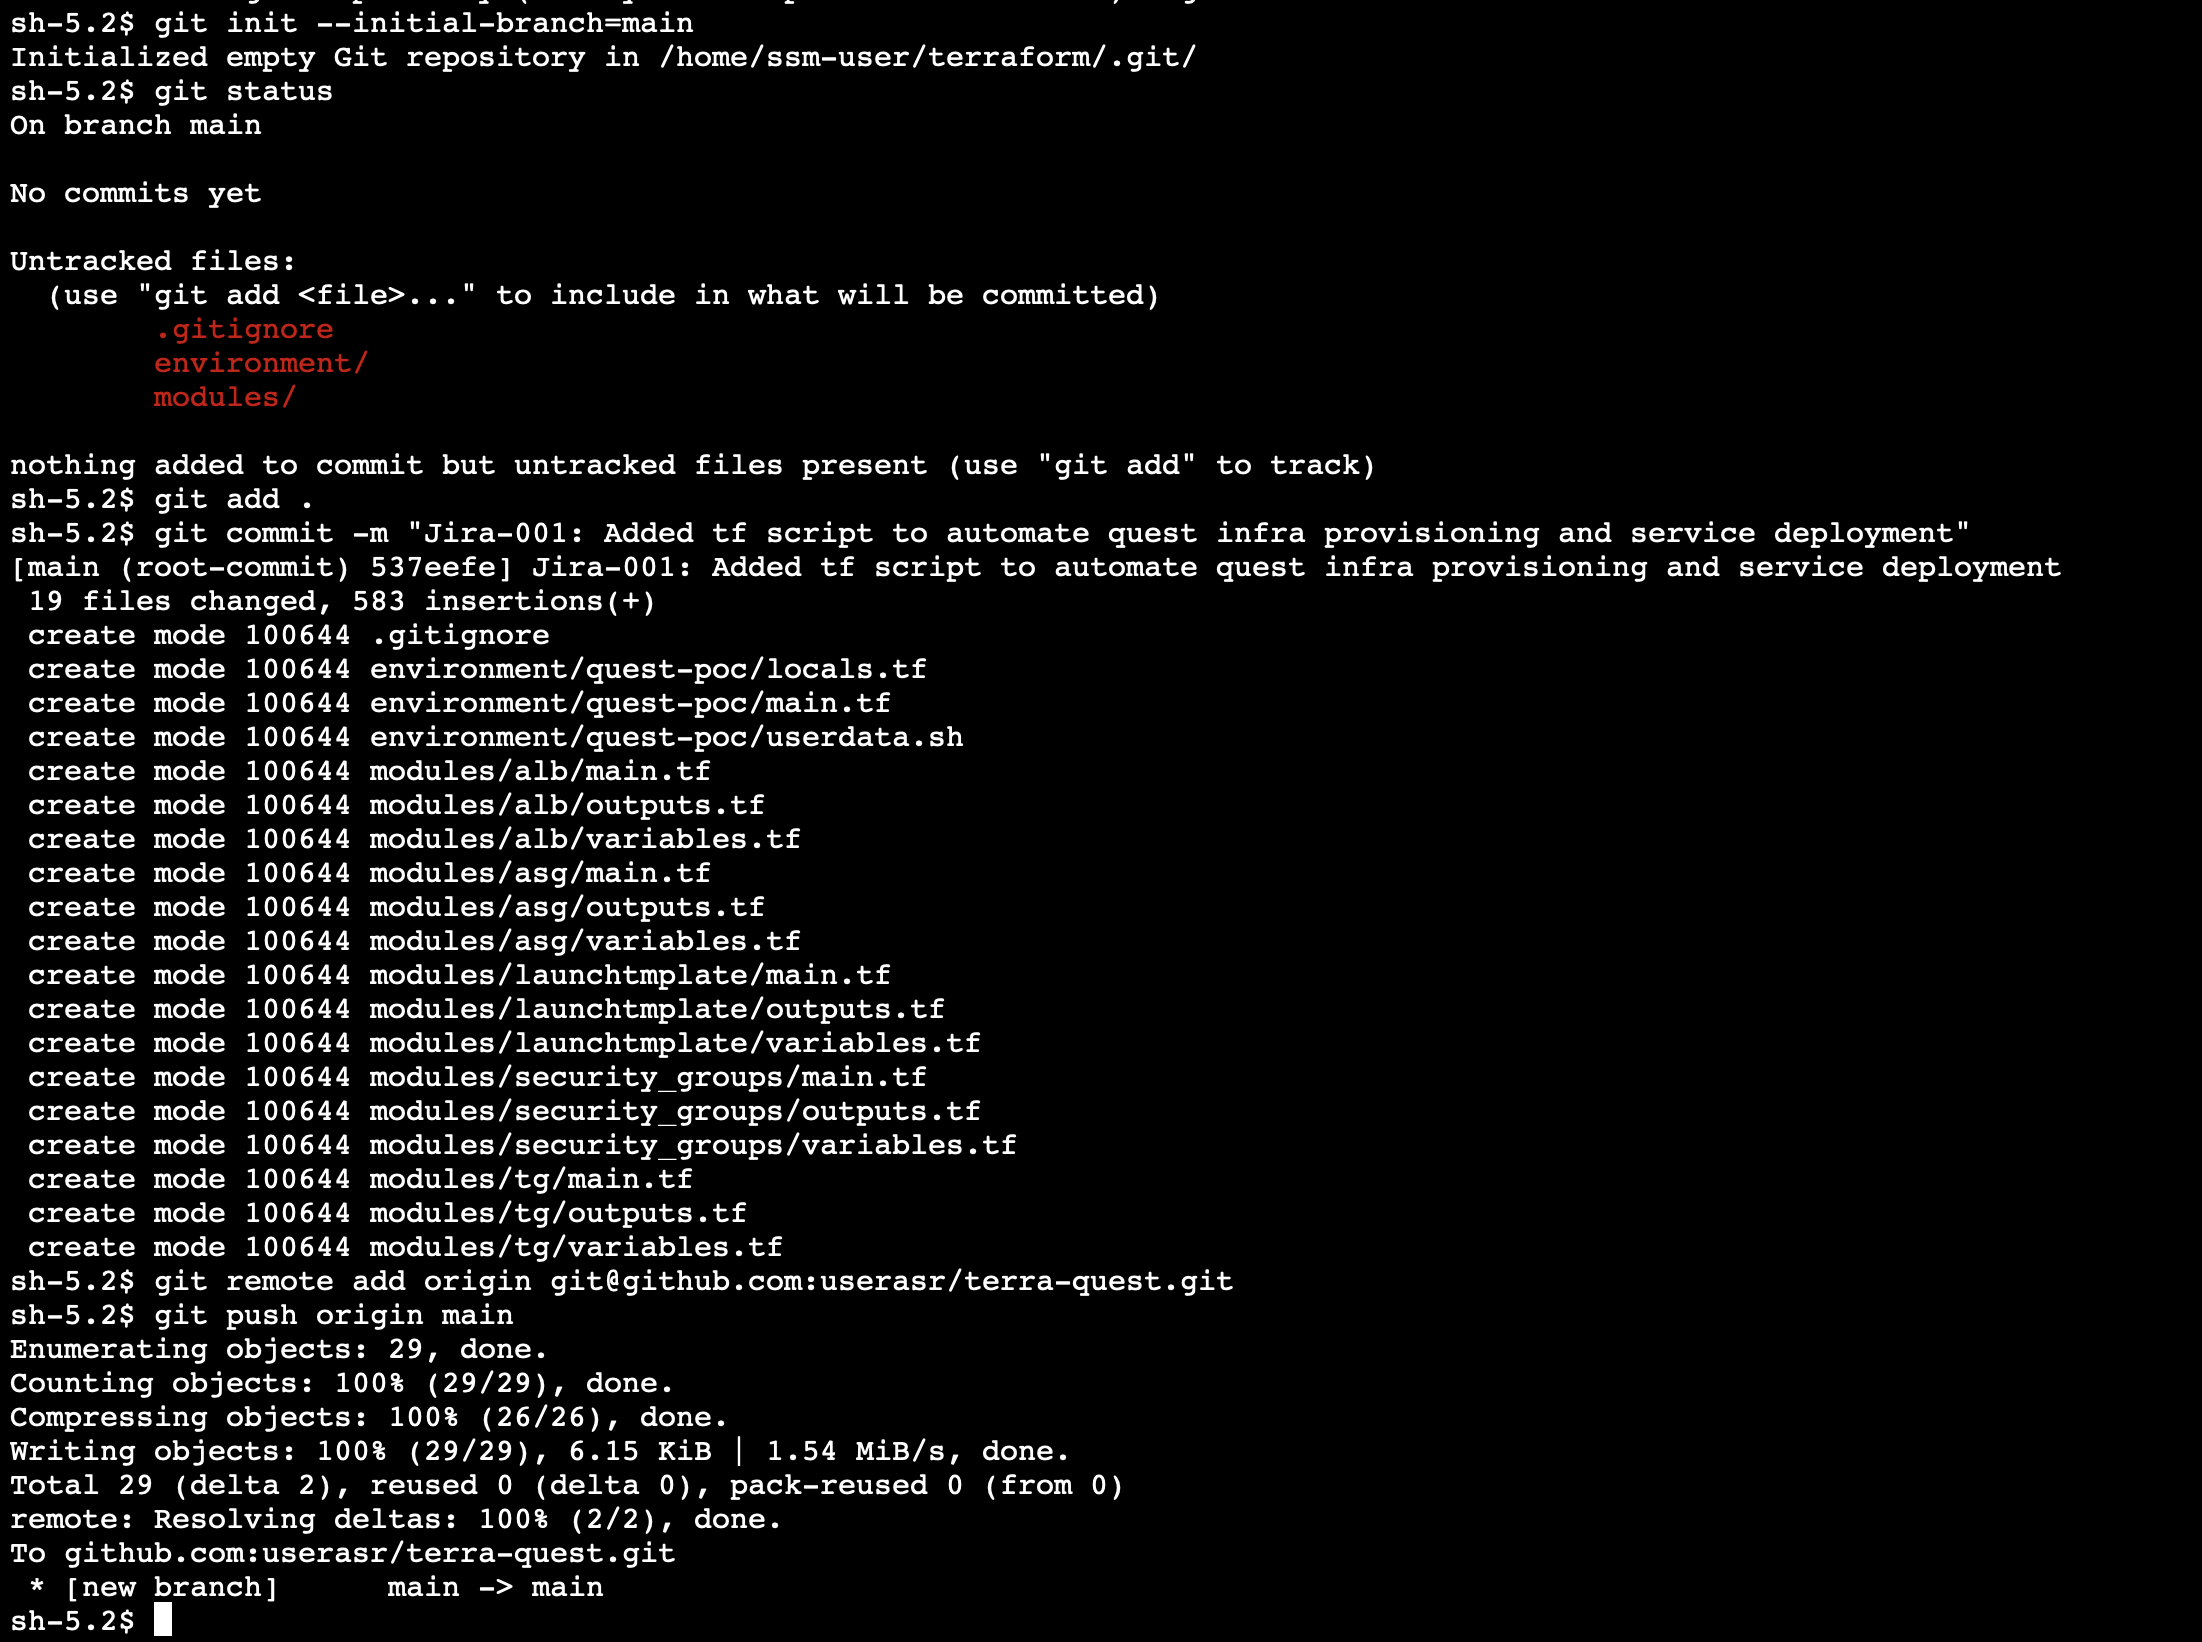 sh-5.2$ git init --initial-branch=main
Initialized empty Git repository in /home/ssm-user/terraform/.git/
sh-5.2$ git status
On branch main
No commits yet
Untracked files:
  (use "git add <file>..." to include in what will be committed)
        .gitignore
        environment/
        modules/
nothing added to commit but untracked files present (use "git add" to track)
sh-5.2$ git add .
sh-5.2$ git commit -m "Jira-001: Added tf script to automate quest infra provisioning and service deployment"
[main (root-commit) 537eefe] Jira-001: Added tf script to automate quest infra provisioning and service deployment
 19 files changed, 583 insertions(+)
 create mode 100644 .gitignore
 create mode 100644 environment/quest-poc/locals.tf
 create mode 100644 environment/quest-poc/main.tf
 create mode 100644 environment/quest-poc/userdata.sh
 create mode 100644 modules/alb/main.tf
 create mode 100644 modules/alb/outputs.tf
 create mode 100644 modules/alb/variables.tf
 create mode 100644 modules/asg/main.tf
 create mode 100644 modules/asg/outputs.tf
 create mode 100644 modules/asg/variables.tf
 create mode 100644 modules/launchtmplate/main.tf
 create mode 100644 modules/launchtmplate/outputs.tf
 create mode 100644 modules/launchtmplate/variables.tf
 create mode 100644 modules/security_groups/main.tf
 create mode 100644 modules/security_groups/outputs.tf
 create mode 100644 modules/security_groups/variables.tf
 create mode 100644 modules/tg/main.tf
 create mode 100644 modules/tg/outputs.tf
 create mode 100644 modules/tg/variables.tf
sh-5.2$ git remote add origin git@github.com:userasr/terra-quest.git
sh-5.2$ git push origin main
Enumerating objects: 29, done.
Counting objects: 100% (29/29), done.
Compressing objects: 100% (26/26), done.
Writing objects: 100% (29/29), 6.15 KiB | 1.54 MiB/s, done.
Total 29 (delta 2), reused 0 (delta 0), pack-reused 0 (from 0)
remote: Resolving deltas: 100% (2/2), done.
To github.com:userasr/terra-quest.git
 * [new branch]      main -> main
sh-5.2$